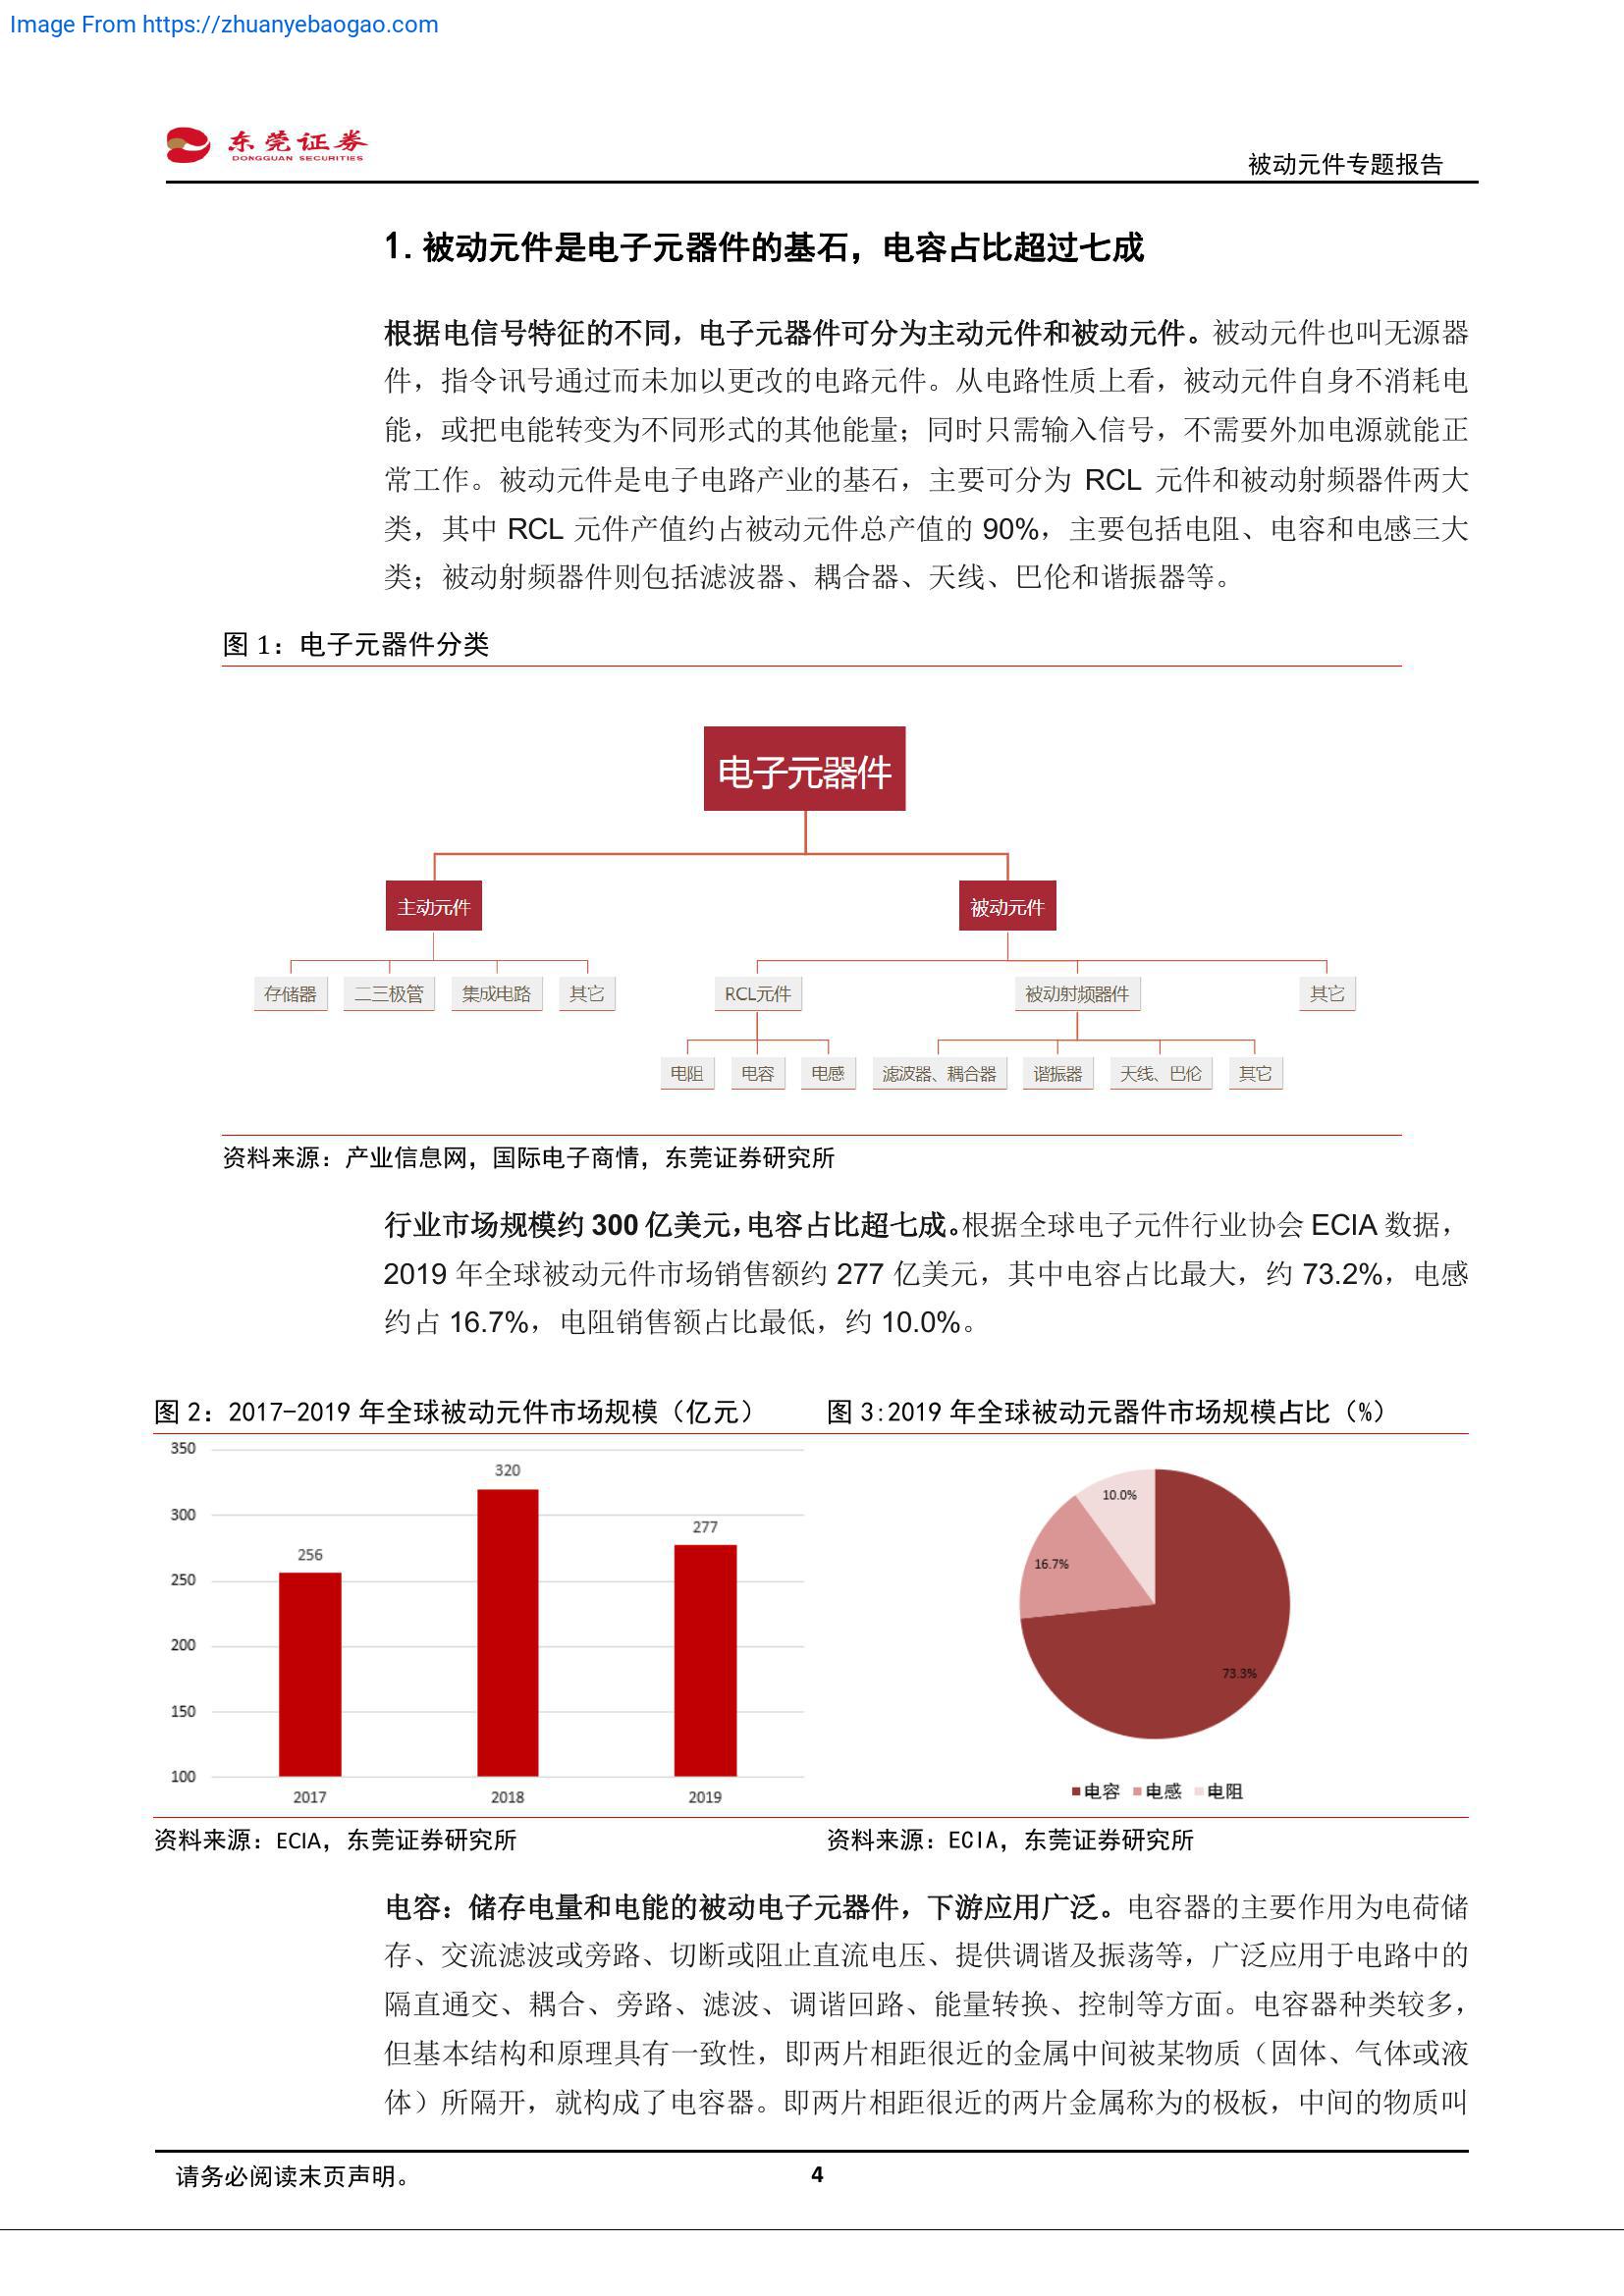 Image From https://zhuanyebaogao.com
东莞证券
DONGGUAN SECURITIES
被动元件专题报告
1. 被动元件是电子元器件的基石，电容占比超过七成
根据电信号特征的不同，电子元器件可分为主动元件和被动元件。被动元件也叫无源器
件，指令讯号通过而未加以更改的电路元件。从电路性质上看，被动元件自身不消耗电
能，或把电能转变为不同形式的其他能量；同时只需输入信号，不需要外加电源就能正
常工作。被动元件是电子电路产业的基石，主要可分为 RCL 元件和被动射频器件两大
类，其中 RCL 元件产值约占被动元件总产值的 90%，主要包括电阻、电容和电感三大
类；被动射频器件则包括滤波器、耦合器、天线、巴伦和谐振器等。
图 1：电子元器件分类
电子元器件
主动元件
被动元件
存储器
二三极管
集成电路
其它
RCL元件
被动射频器件
其它
电阻
电容
电感
滤波器、耦合器
谐振器
天线、巴伦
其它
资料来源：产业信息网，国际电子商情，东莞证券研究所
行业市场规模约 300 亿美元，电容占比超七成。根据全球电子元件行业协会 ECIA 数据，
2019 年全球被动元件市场销售额约 277 亿美元，其中电容占比最大，约 73.2%，电感
约占 16.7%，电阻销售额占比最低，约 10.0%。
图 2：2017-2019 年全球被动元件市场规模（亿元）
350
300
250
200
150
100
256
320
277
2017
2018
2019
资料来源：ECIA，东莞证券研究所
图 3:2019 年全球被动元器件市场规模占比（%）
10.0%
16.7%
73.3%
电容 电感 电阻
资料来源：ECIA，东莞证券研究所
电容：储存电量和电能的被动电子元器件，下游应用广泛。电容器的主要作用为电荷储
存、交流滤波或旁路、切断或阻止直流电压、提供调谐及振荡等，广泛应用于电路中的
隔直通交、耦合、旁路、滤波、调谐回路、能量转换、控制等方面。电容器种类较多，
但基本结构和原理具有一致性，即两片相距很近的金属中间被某物质（固体、气体或液
体）所隔开，就构成了电容器。即两片相距很近的两片金属称为的极板，中间的物质叫
请务必阅读末页声明。
4